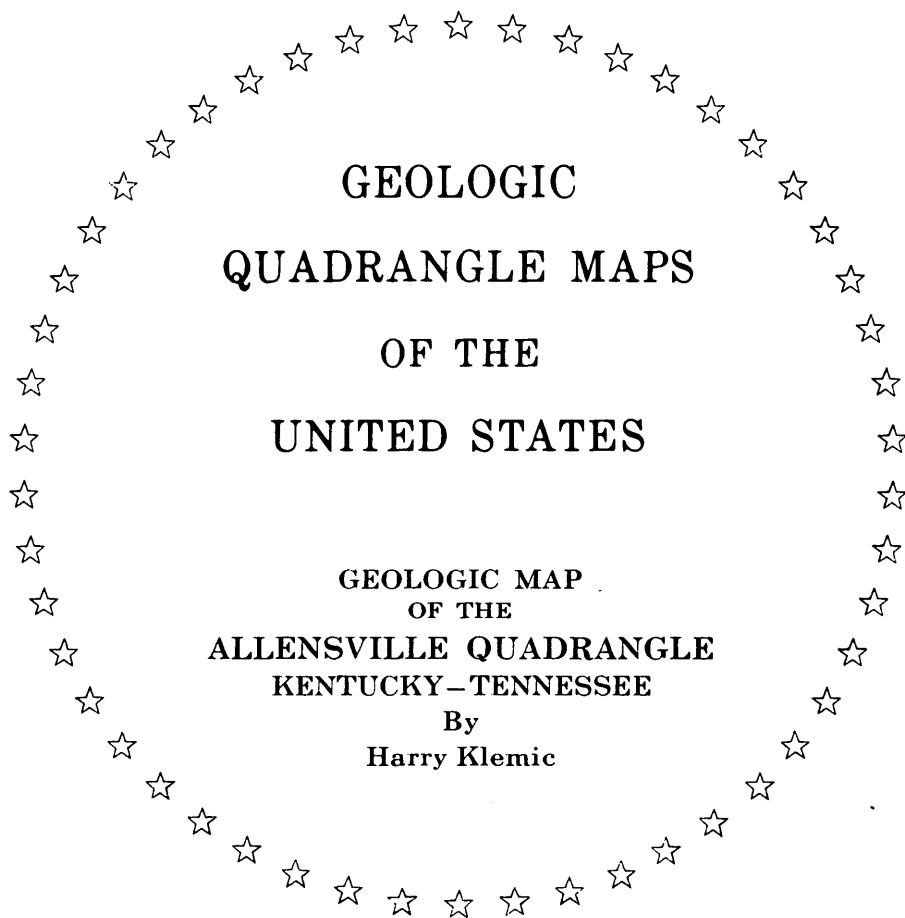 GEOLOGIC
QUADRANGLE MAPS
OF THE
UNITED STATES
GEOLOGIC MAP
OF THE
ALLENSVILLE QUADRANGLE
KENTUCKY–TENNESSEE
By
Harry Klemic